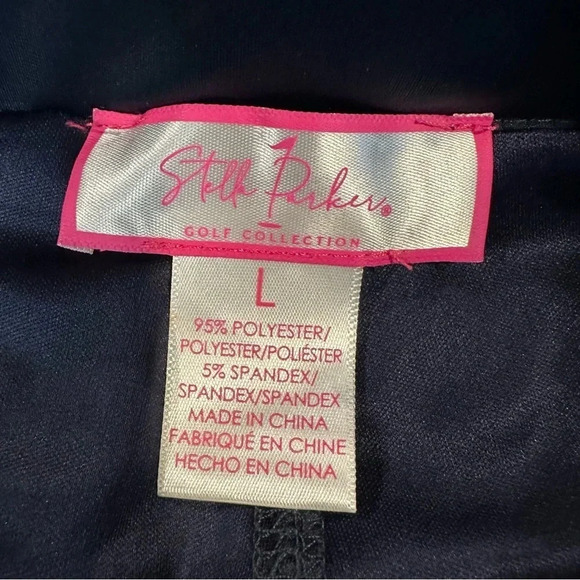 Stella Parker®
GOLF COLLECTION
L
95% POLYESTER/
POLYESTER/POLIÉSTER
5% SPANDEX/
SPANDEX/SPANDEX
MADE IN CHINA
FABRIQUÉ EN CHINE
HECHO EN CHINA